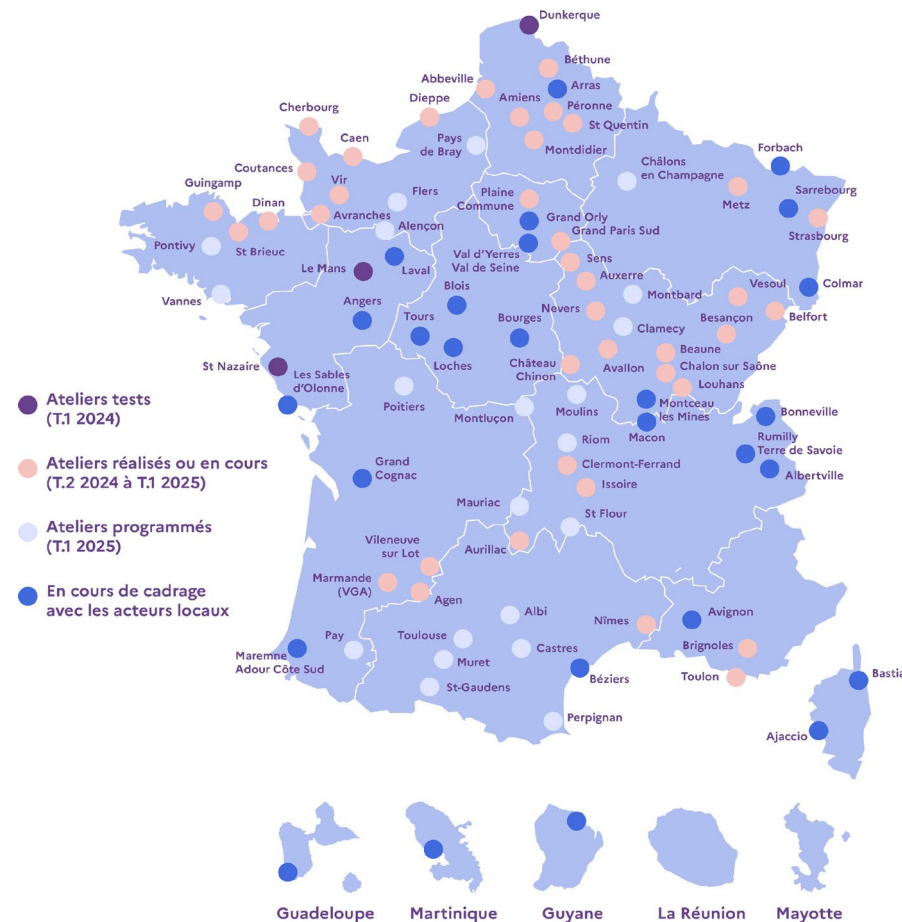 Dunkerque
Béthune
Abbeville
Arras
Dieppe
Amiens
Péronne
Cherbourg
St Quentin
Caen
Pays
de Bray
Montdidier
Forbach
Coutances
Châlons
en Champagne
Vir
Flers
Guingamp
Plaine
Commune
Metz
Sarrebourg
Dinan
Avranches
Grand Orly
Alençon
Grand Paris Sud
Strasbourg
Pontivy
St Brieuc
Val d'Yerres
Val de Seine
Sens
Le Mans
Laval
Auxerre
Vesoul
Colmar
Blois
Montbard
Vannes
Angers
Nevers
Besançon
Belfort
Tours
Bourges
Clamecy
Beaune
St Nazaire
Château
Chinon
Avallon
Chalon sur Saône
Les Sables
d'Olonne
Loches
Louhans
Ateliers tests
(T.1 2024)
Poitiers
Moulins
Montceau
les Mines
Bonneville
Montluçon
Macon
Riom
Rumilly
Terre de Savoie
Ateliers réalisés ou en cours
(T.2 2024 à T.1 2025)
Grand
Cognac
Clermont-Ferrand
Albertville
Issoire
Mauriac
St Flour
Ateliers programmés
(T.1 2025)
Vileneuve
sur Lot
Aurillac
Marmande
(VGA)
Agen
En cours de cadrage
avec les acteurs locaux
Albi
Avignon
Nîmes
Pay
Toulouse
Castres
Brignoles
Maremne
Adour Côte Sud
Muret
Béziers
Toulon
Bastia
St-Gaudens
Perpignan
Ajaccio
Guadeloupe
Martinique
Guyane
La Réunion
Mayotte